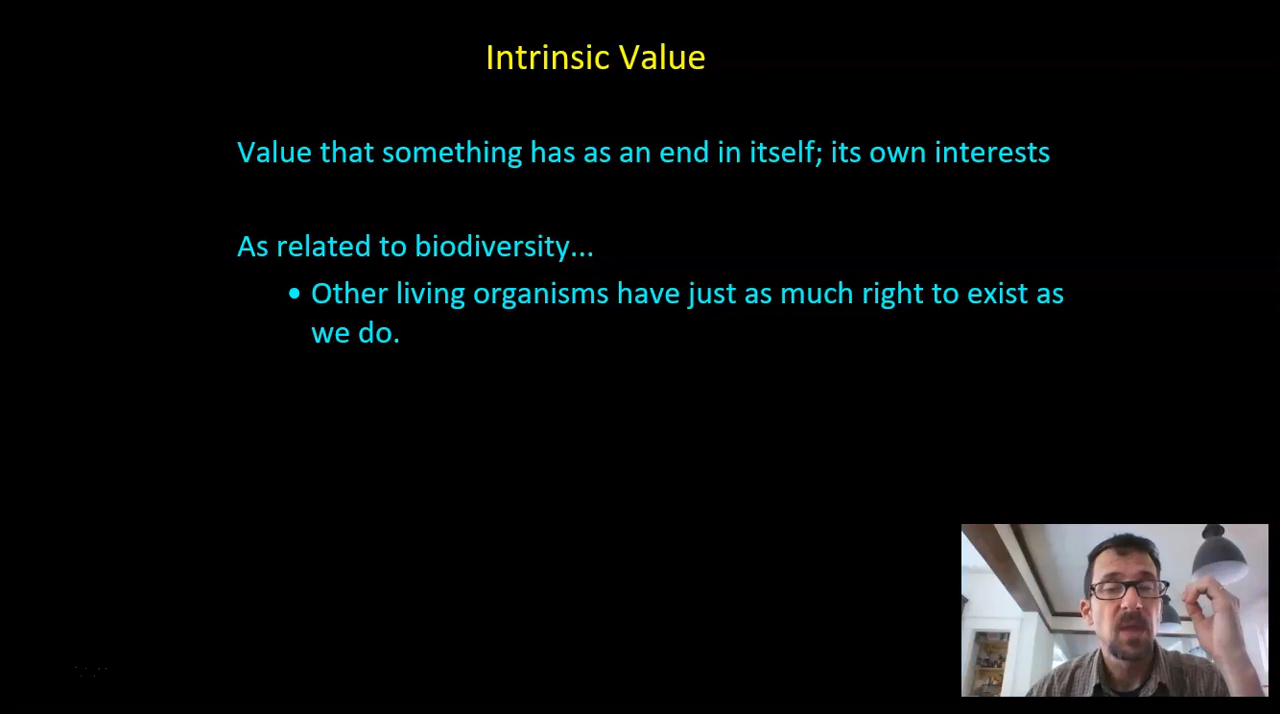 Intrinsic Value
Value that something has as an end in itself; its own interests
As related to biodiversity...
• Other living organisms have just as much right to exist as
we do.